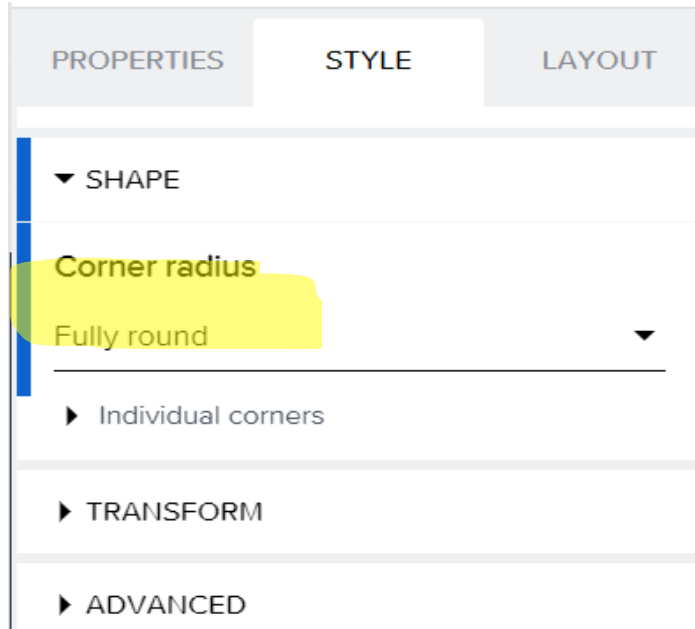 PROPERTIES STYLE LAYOUT
SHAPE
Corner radius
Fully round
Individual corners
TRANSFORM
ADVANCED